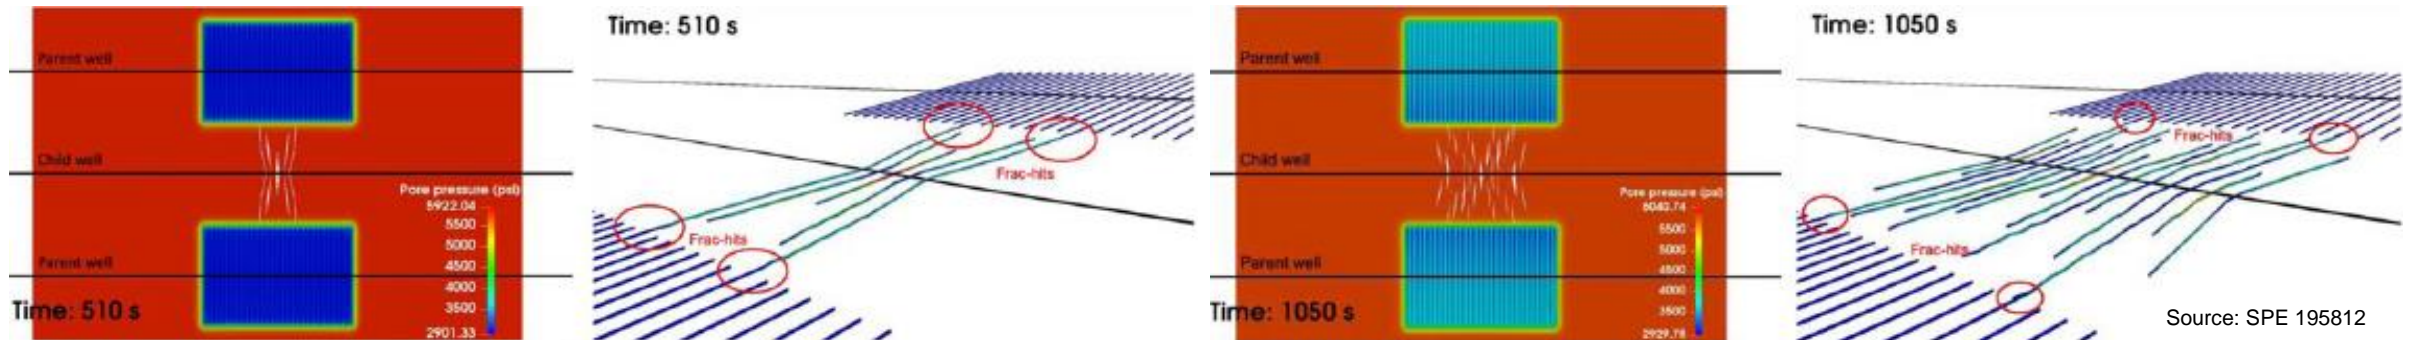 Parent well
Child well
Pore pressure (psi)
5922.04
5500
5000
4500
4000
3500
2901.33
Parent well
Time: 510 s
Time: 510 s
Frac-hits
Frac-hits
Parent well
Child well
Pore pressure (psi)
5500
5000
4500
4000
3500
2929.78
Parent well
Time: 1050 s
Time: 1050 s
Frac-hits
Frac-hits
Source: SPE 195812